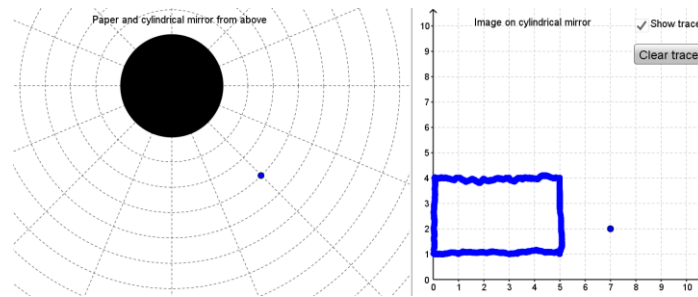 Paper and cylindrical mirror from above
Image on cylindrical mirror
Show trace
Clear trace
10
9
8
7
6
5
4
3
2
1
0
0 1 2 3 4 5 6 7 8 9 10